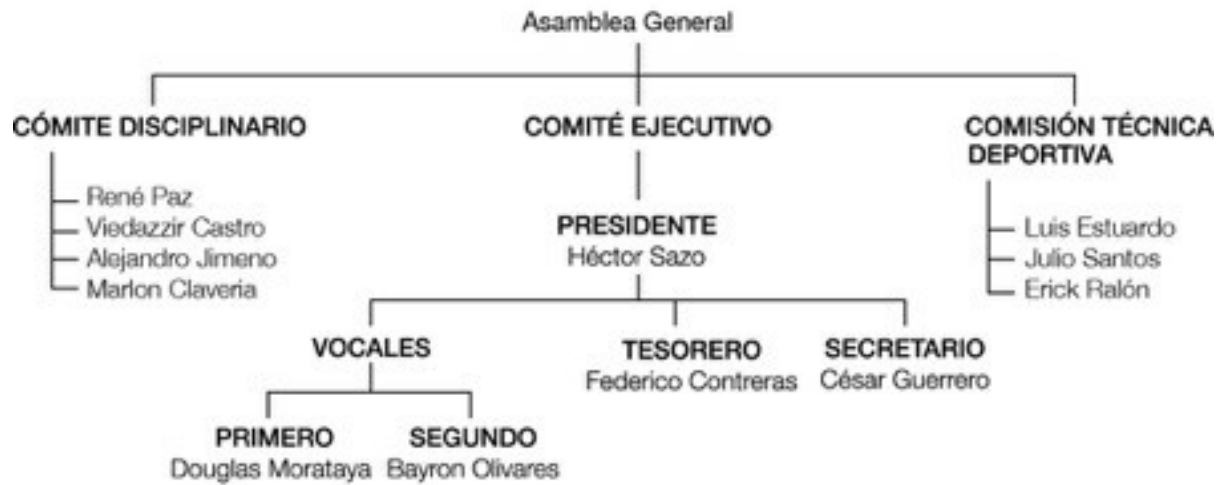 Asamblea General
CÓMITE DISCIPLINARIO
René Paz
Viedazzir Castro
Alejandro Jimeno
Marlon Claveria
COMITÉ EJECUTIVO
PRESIDENTE
Héctor Sazo
VOCALES
PRIMERO
Douglas Morataya
SEGUNDO
Bayron Olivares
TESORERO
Federico Contreras
SECRETARIO
César Guerrero
COMISIÓN TÉCNICA
DEPORTIVA
Luis Estuardo
Julio Santos
Erick Ralón